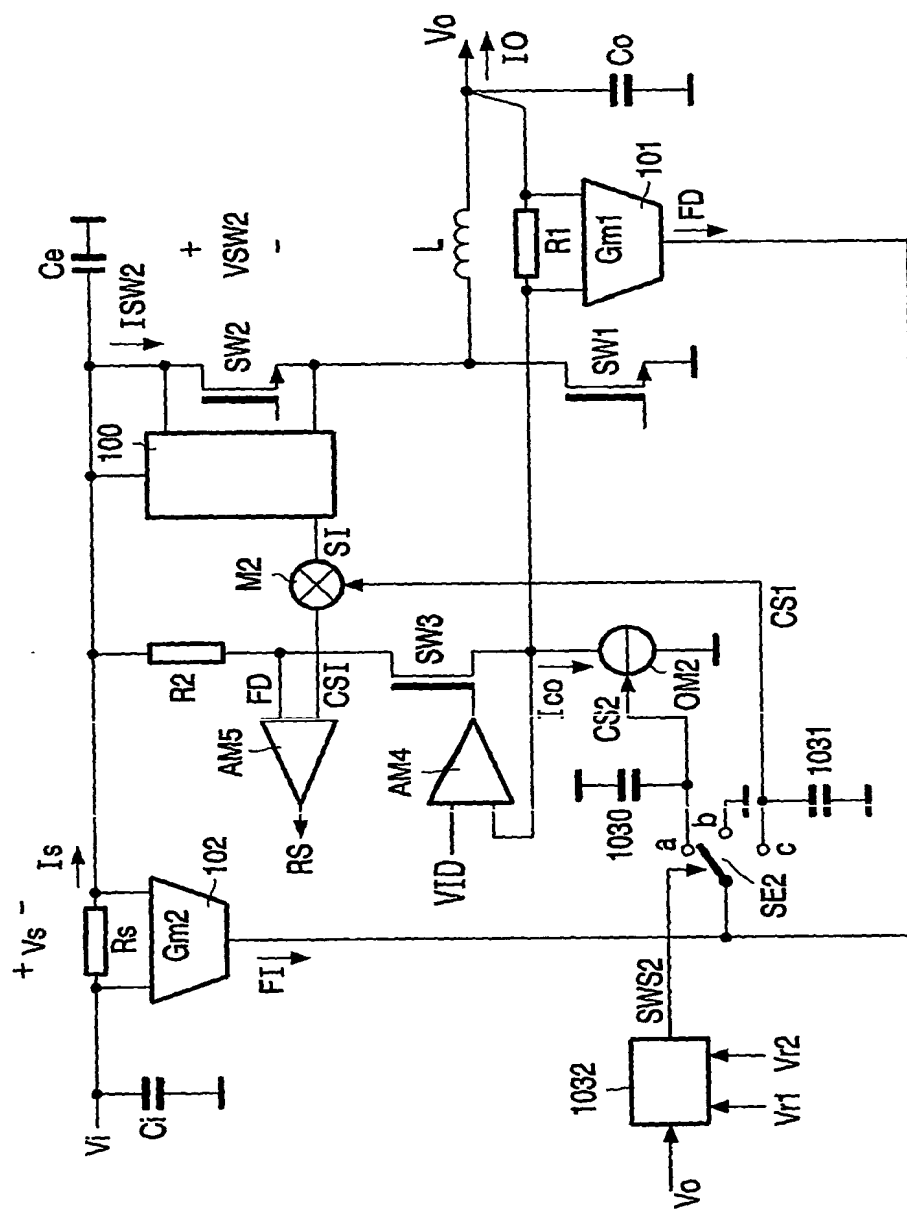 Vi
Ci
+ Vs -
Rs
Is
Gm2
102
FI
R2
FD
CSI
AM5
RS
VID
AM4
SW3
Ico
CS2
OM2
M2
SI
100
SW2
ISW2
Ce
+
VSW2
-
L
Vo
IO
Co
R1
Gm1
101
FD
SW1
CS1
1030
1031
a
b
c
SE2
SWS2
1032
Vo
Vr1
Vr2